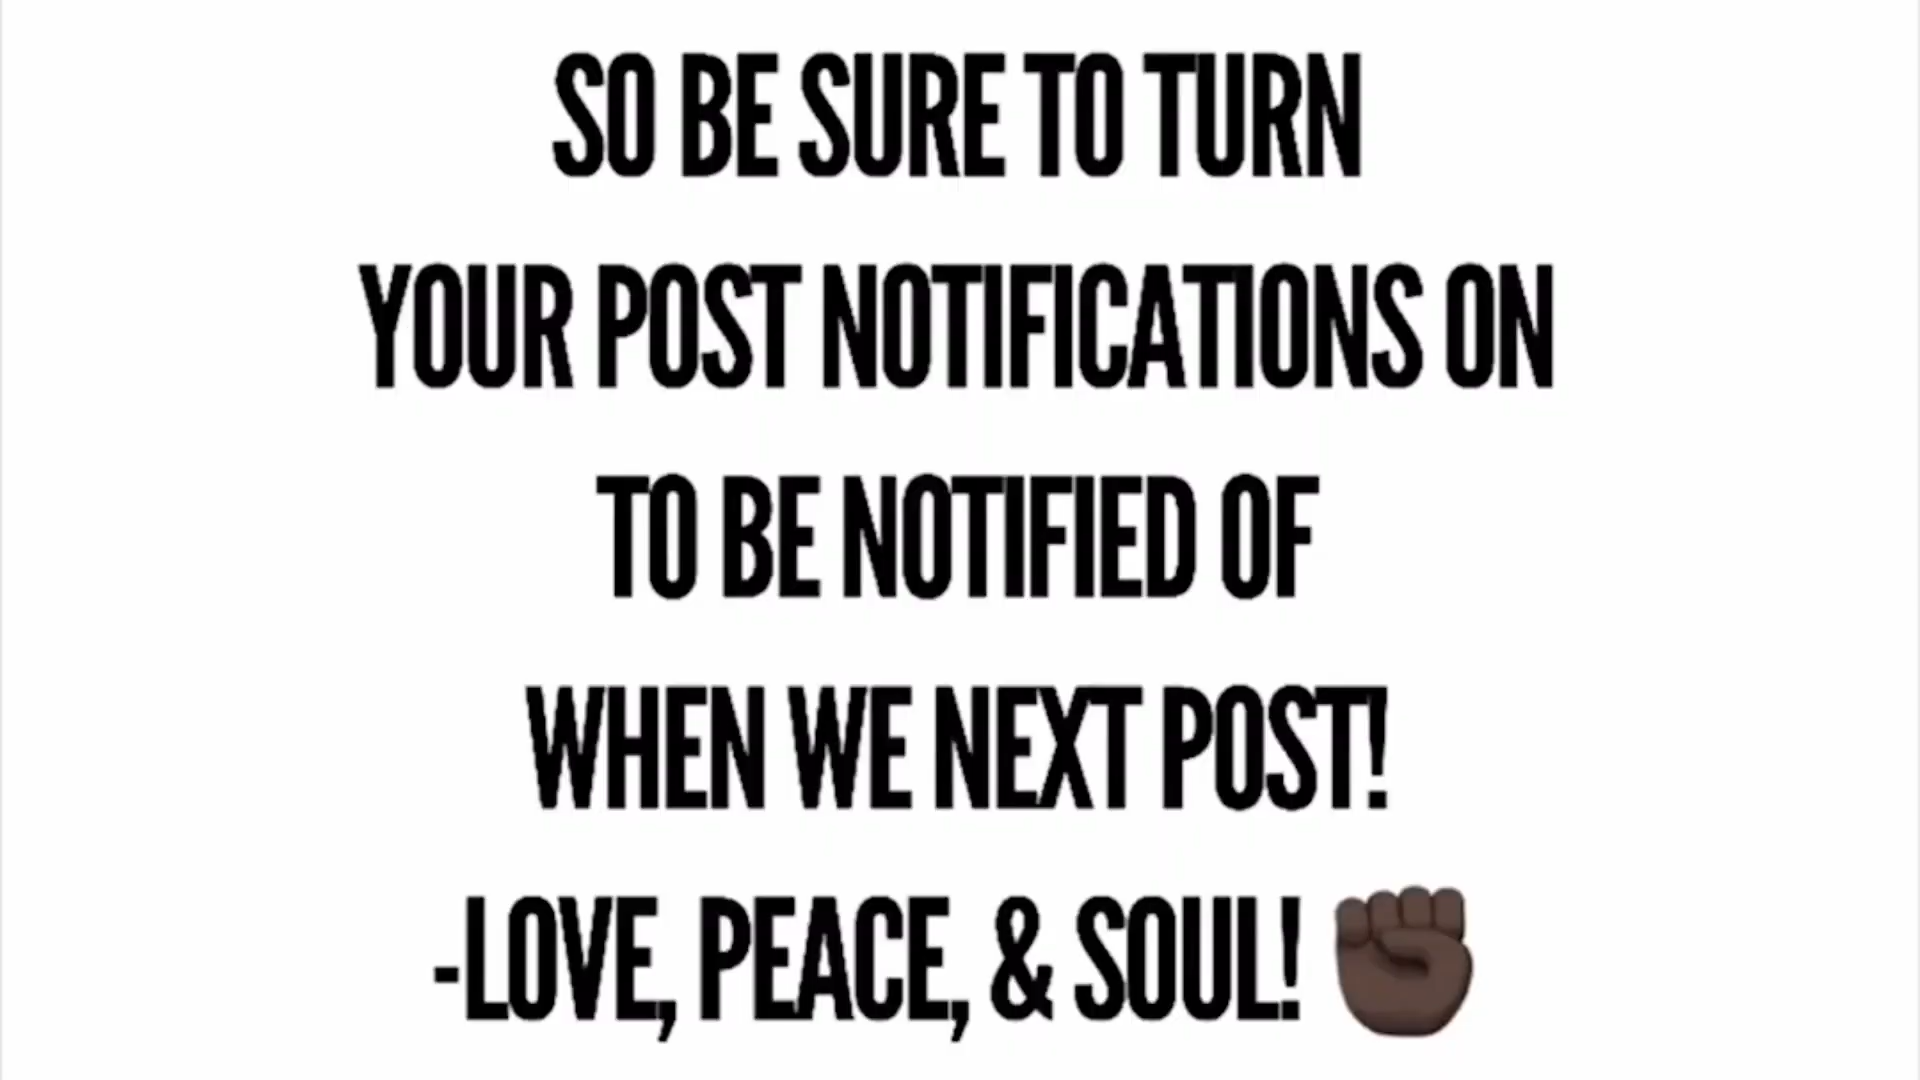 SO BE SURE TO TURN
YOUR POST NOTIFICATIONS ON
TO BE NOTIFIED OF
WHEN WE NEXT POST!
-LOVE, PEACE, & SOUL! ✊🏿